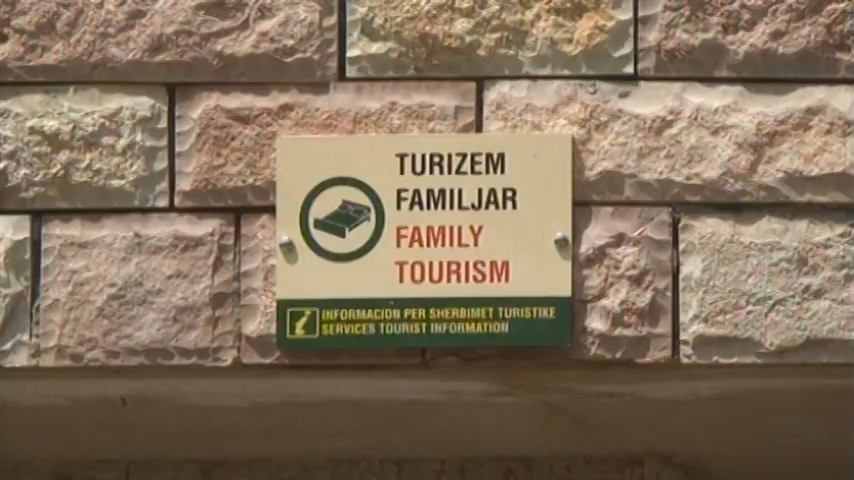 TURIZEM
FAMILJAR
FAMILY
TOURISM
INFORMACION PER SHERBIMET TURISTIKE
SERVICES TOURIST INFORMATION